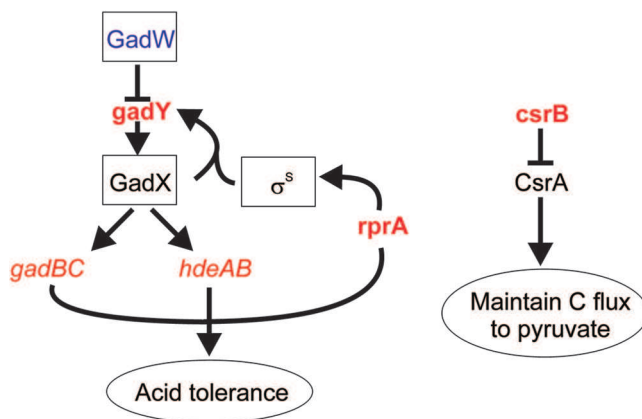 GadW
gadY
csrB
GadX
σˢ
CsrA
rprA
gadBC
hdeAB
Maintain C flux
to pyruvate
Acid tolerance